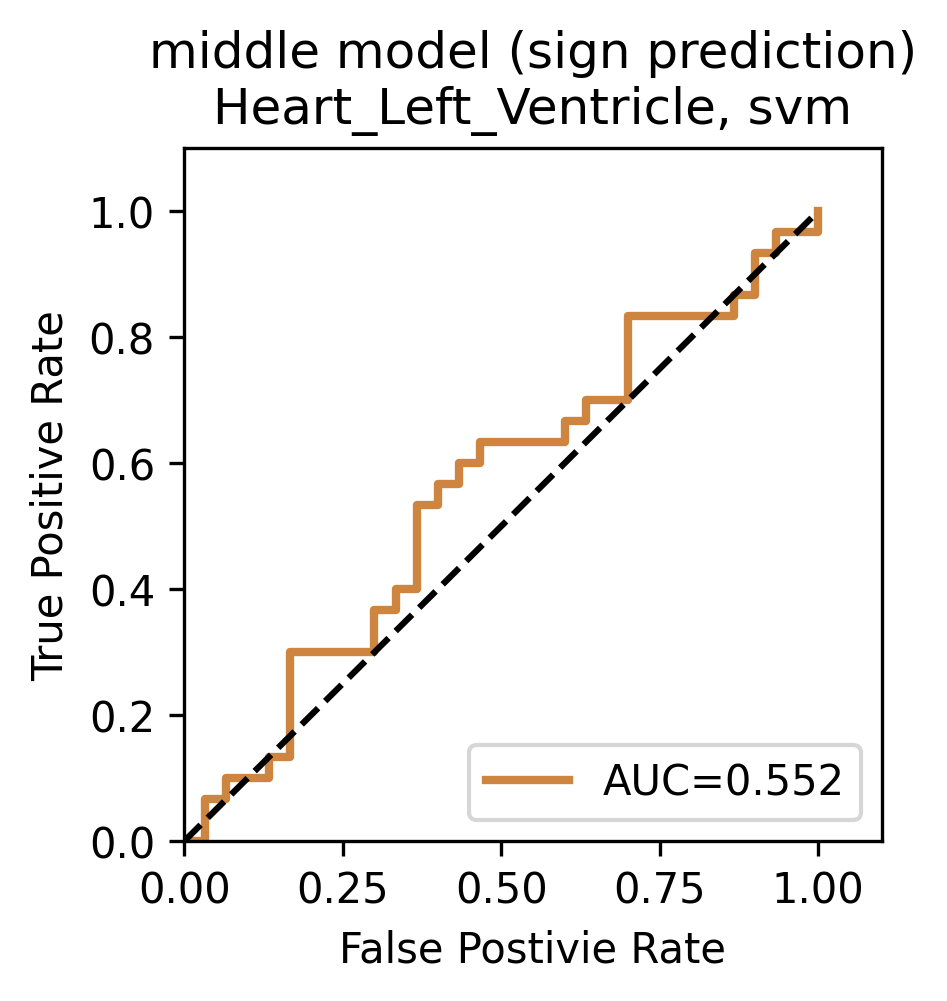 middle model (sign prediction)
Heart_Left_Ventricle, svm
True Positive Rate
1.0
0.8
0.6
0.4
0.2
0.0
AUC=0.552
0.00 0.25 0.50 0.75 1.00
False Postivie Rate